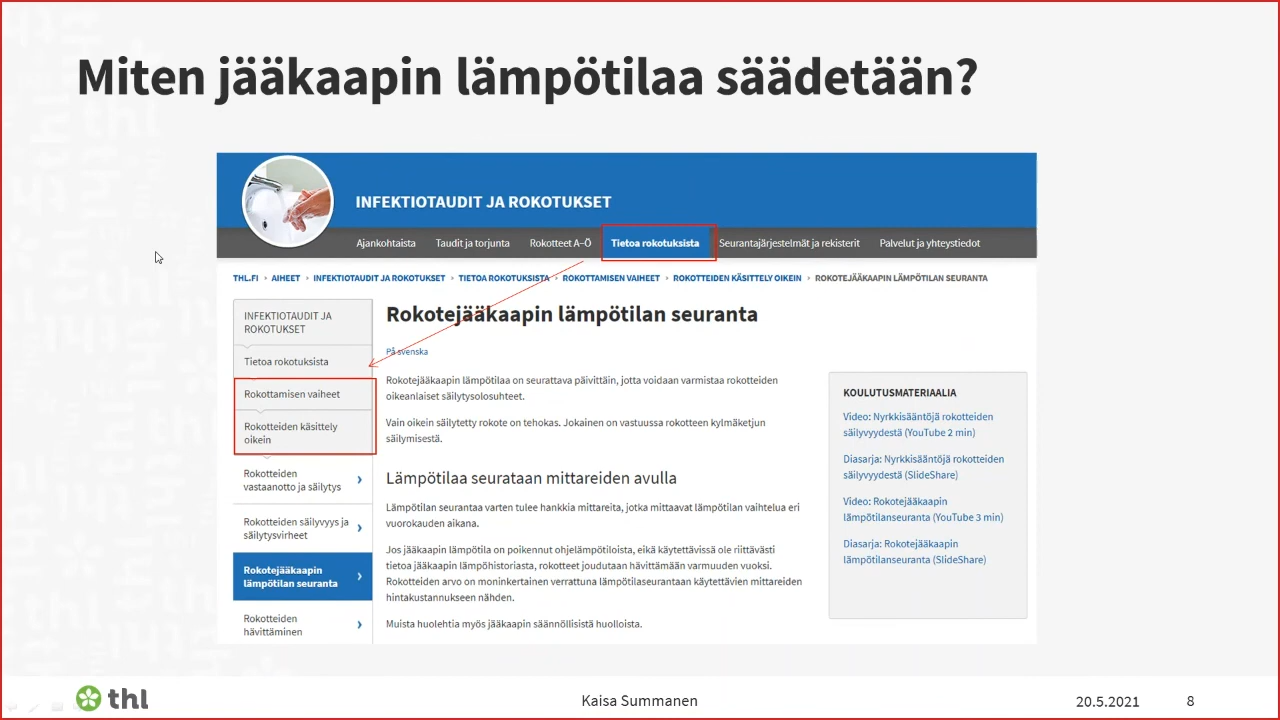 Miten jääkaapin lämpötilaa säädetään?
INFEKTIOTAUDIT JA ROKOTUKSET
Ajankohtaista Taudit ja torjunta Rokotteet A–Ö Tietoa rokotuksista Seurantajärjestelmät ja rekisterit Palvelut ja yhteystiedot
THL.FI › AIHEET › INFEKTIOTAUDIT JA ROKOTUKSET › TIETOA ROKOTUKSISTA › ROKOTTAMISEN VAIHEET › ROKOTTEIDEN KÄSITTELY OIKEIN › ROKOTEJÄÄKAAPIN LÄMPÖTILAN SEURANTA
INFEKTIOTAUDIT JA
ROKOTUKSET
Tietoa rokotuksista
Rokottamisen vaiheet
Rokotteiden käsittely
oikein
Rokotteiden
vastaanotto ja säilytys
Rokotteiden säilyvyys ja
säilytysvirheet
Rokotejääkaapin
lämpötilan seuranta
Rokotteiden
hävittäminen
Rokotejääkaapin lämpötilan seuranta
På svenska
Rokotejääkaapin lämpötilaa on seurattava päivittäin, jotta voidaan varmistaa rokotteiden
oikeanlaiset säilytysolosuhteet.
Vain oikein säilytetty rokote on tehokas. Jokainen on vastuussa rokotteen kylmäketjun
säilymisestä.
Lämpötilaa seurataan mittareiden avulla
Lämpötilan seurantaa varten tulee hankkia mittareita, jotka mittaavat lämpötilan vaihtelua eri
vuorokauden aikana.
Jos jääkaapin lämpötila on poikennut ohjelämpötiloista, eikä käytettävissä ole riittävästi
tietoa jääkaapin lämpöhistoriasta, rokotteet joudutaan hävittämään varmuuden vuoksi.
Rokotteiden arvo on moninkertainen verrattuna lämpötilaseurantaan käytettävien mittareiden
hintakustannukseen nähden.
Muista huolehtia myös jääkaapin säännöllisistä huolloista.
KOULUTUSMATERIAALIA
Video: Nyrkkisääntöjä rokotteiden
säilyvyydestä (YouTube 2 min)
Diasarja: Nyrkkisääntöjä rokotteiden
säilyvyydestä (SlideShare)
Video: Rokotejääkaapin
lämpötilanseuranta (YouTube 3 min)
Diasarja: Rokotejääkaapin
lämpötilanseuranta (SlideShare)
thl
Kaisa Summanen
20.5.2021
8